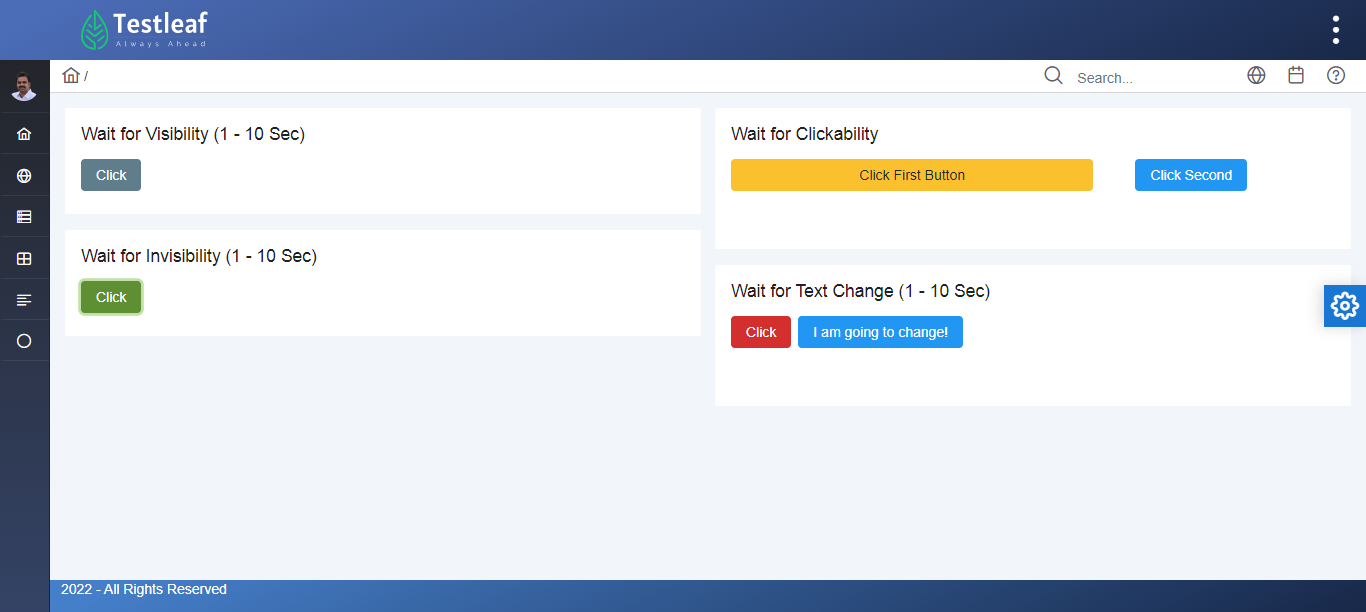 Testleaf
Always Ahead
/
Search...
Wait for Visibility (1 - 10 Sec)
Click
Wait for Invisibility (1 - 10 Sec)
Click
Wait for Clickability
Click First Button
Click Second
Wait for Text Change (1 - 10 Sec)
Click
I am going to change!
2022 - All Rights Reserved